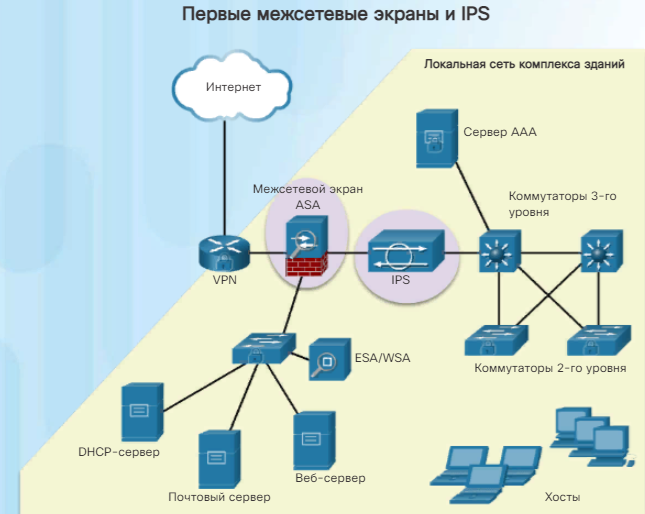 Первые межсетевые экраны и IPS
Локальная сеть комплекса зданий
Интернет
Сервер AAA
Межсетевой экран
ASA
Коммутаторы 3-го
уровня
VPN
IPS
ESA/WSA
Коммутаторы 2-го уровня
DHCP-сервер
Веб-сервер
Почтовый сервер
Хосты